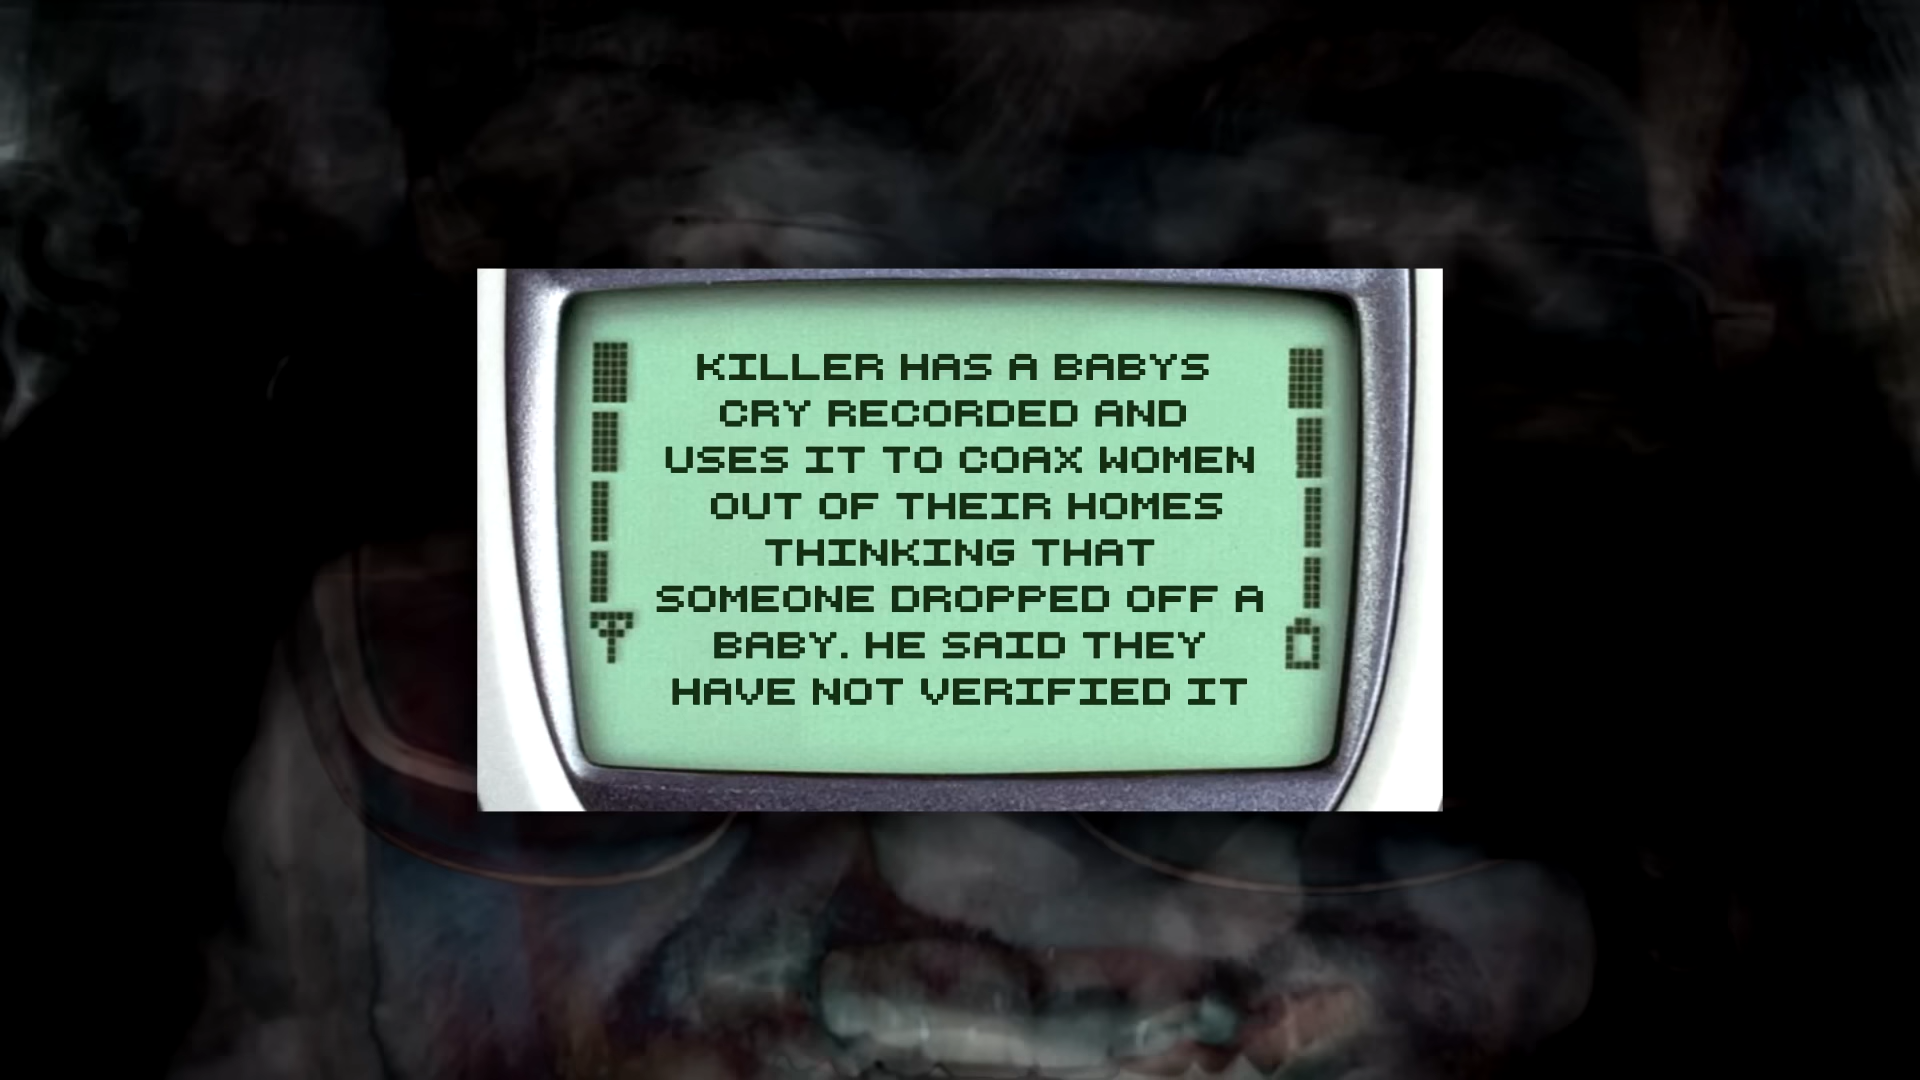 KILLER HAS A BABYS
CRY RECORDED AND
USES IT TO COAX WOMEN
OUT OF THEIR HOMES
THINKING THAT
SOMEONE DROPPED OFF A
BABY. HE SAID THEY
HAVE NOT VERIFIED IT